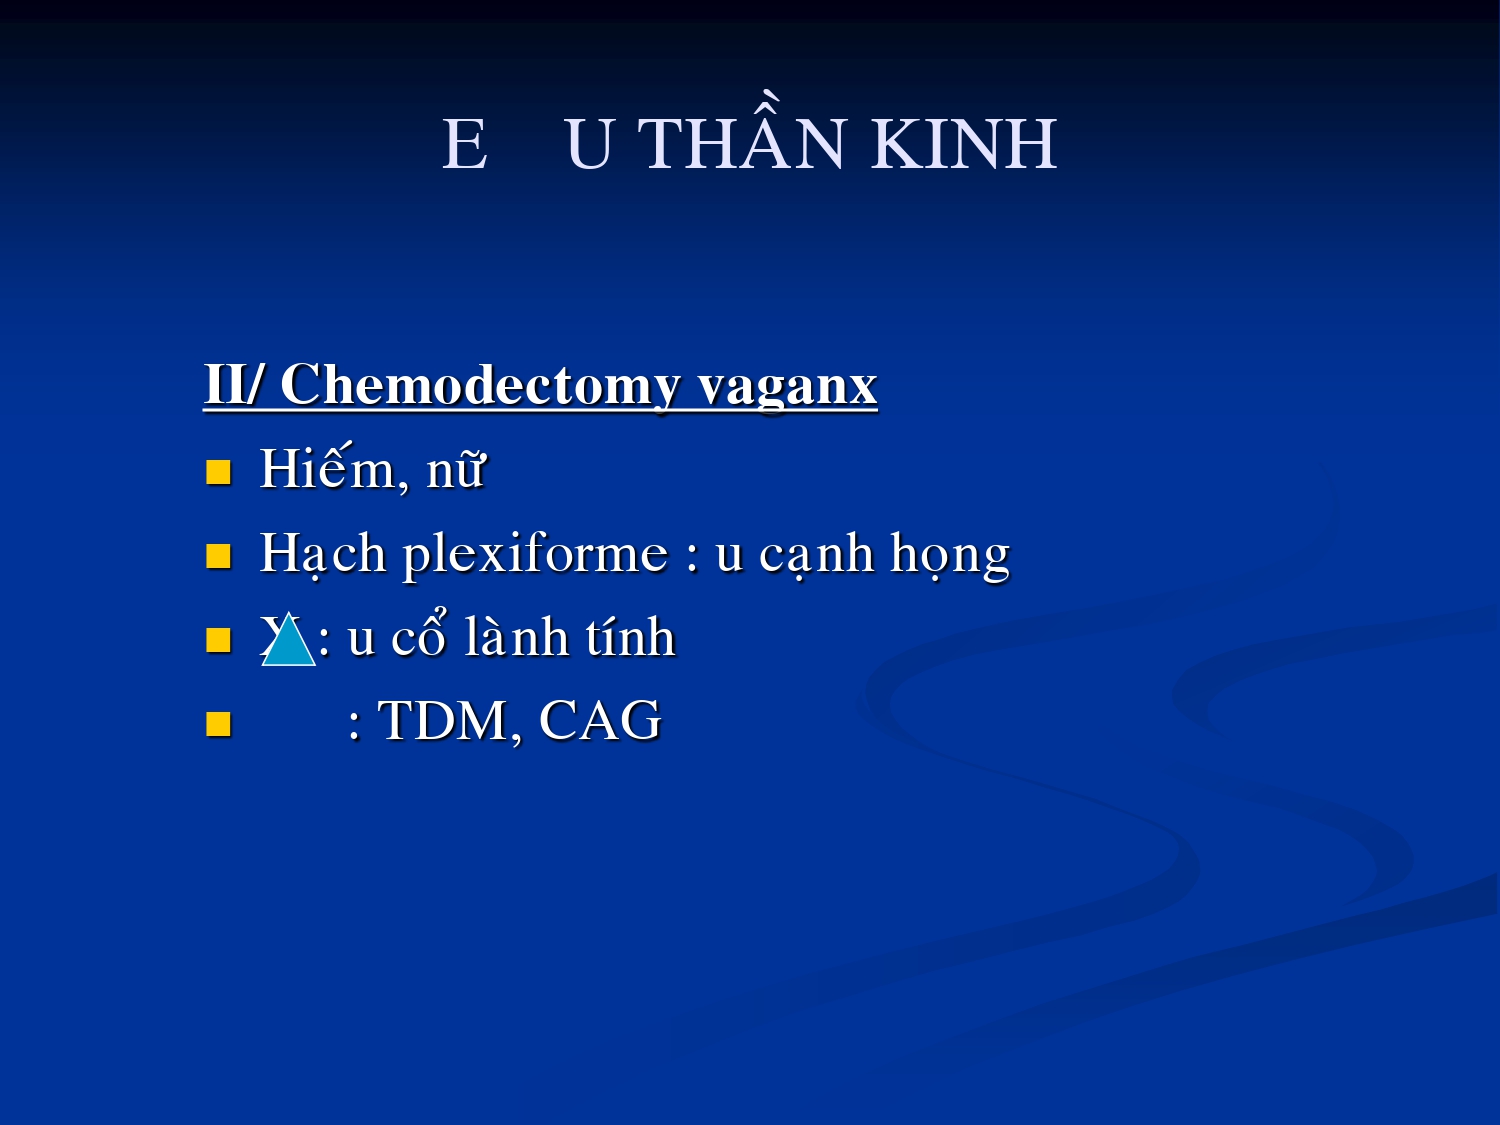 E U THẦN KINH
II/ Chemodectomy vaganx
Hiếm, nữ
Hạch plexiforme : u cạnh họng
X : u cổ lành tính
: TDM, CAG